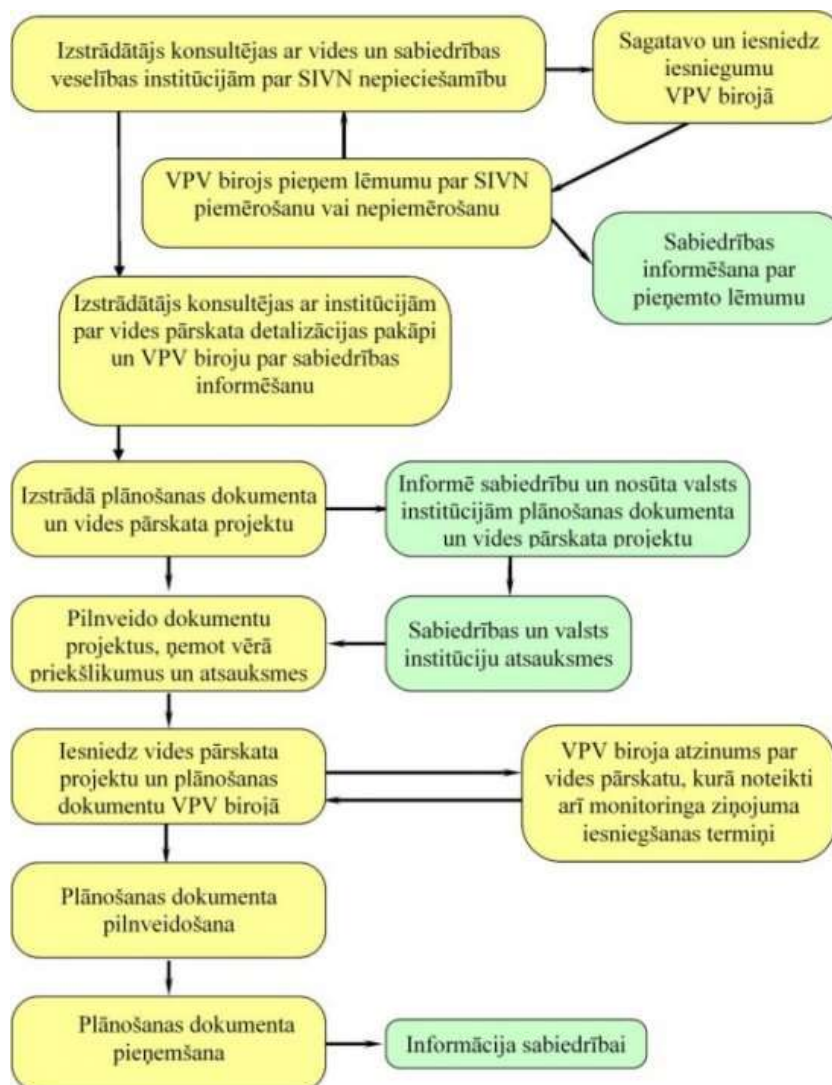 Izstrādātājs konsultējas ar vides un sabiedrības
veselības institūcijām par SIVN nepieciešamību
Sagatavo un iesniedz
iesniegumu
VPV birojā
VPV birojs pieņem lēmumu par SIVN
piemērošanu vai nepiemērošanu
Sabiedrības
informēšana par
pieņemto lēmumu
Izstrādātājs konsultējas ar institūcijām
par vides pārskata detalizācijas pakāpi
un VPV biroju par sabiedrības
informēšanu
Izstrādā plānošanas dokumenta
un vides pārskata projektu
Informē sabiedrību un nosūta valsts
institūcijām plānošanas dokumenta
un vides pārskata projektu
Pilnveido dokumentu
projektus, ņemot vērā
priekšlikumus un atsauksmes
Sabiedrības un valsts
institūciju atsauksmes
Iesniedz vides pārskata
projektu un plānošanas
dokumentu VPV birojā
VPV biroja atzinums par
vides pārskatu, kurā noteikti
arī monitoringa ziņojuma
iesniegšanas termiņi
Plānošanas dokumenta
pilnveidošana
Plānošanas dokumenta
pieņemšana
Informācija sabiedrībai